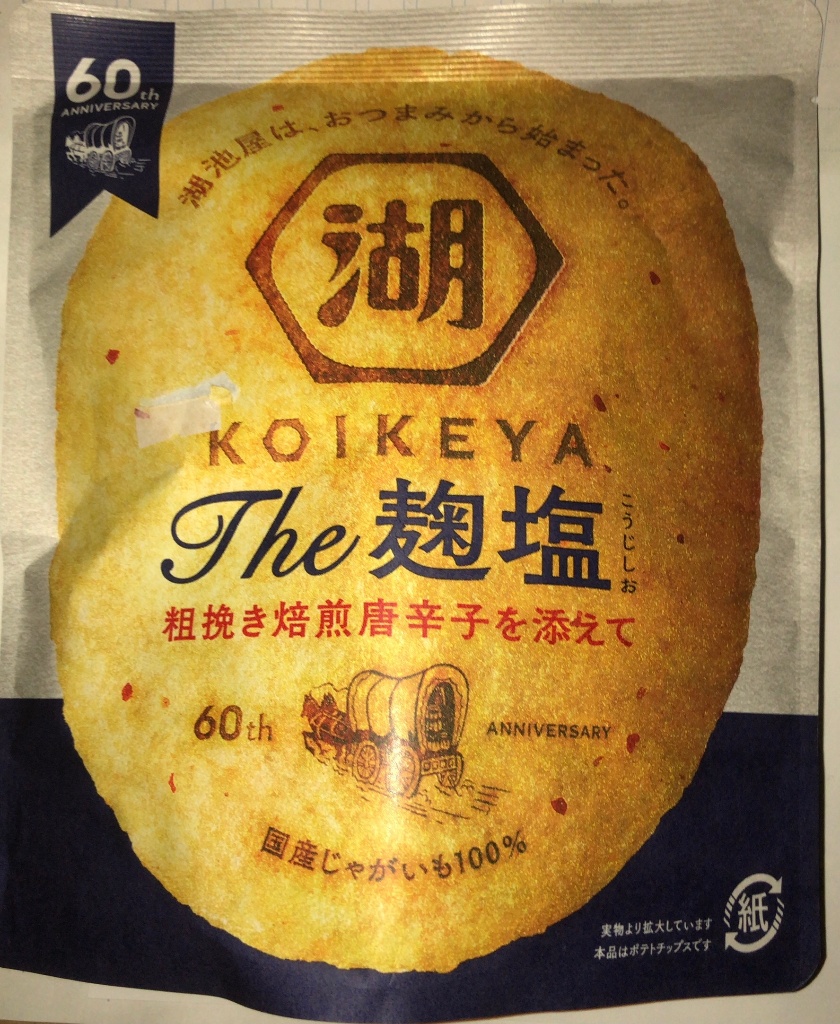 60th
ANNIVERSARY
湖池屋は、おつまみから始まった。
湖
KOIKEYA
The 麹塩
こうじしお
粗挽き焙煎唐辛子を添えて
60th ANNIVERSARY
国産じゃがいも100%
実物より拡大しています
本品はポテトチップスです
紙